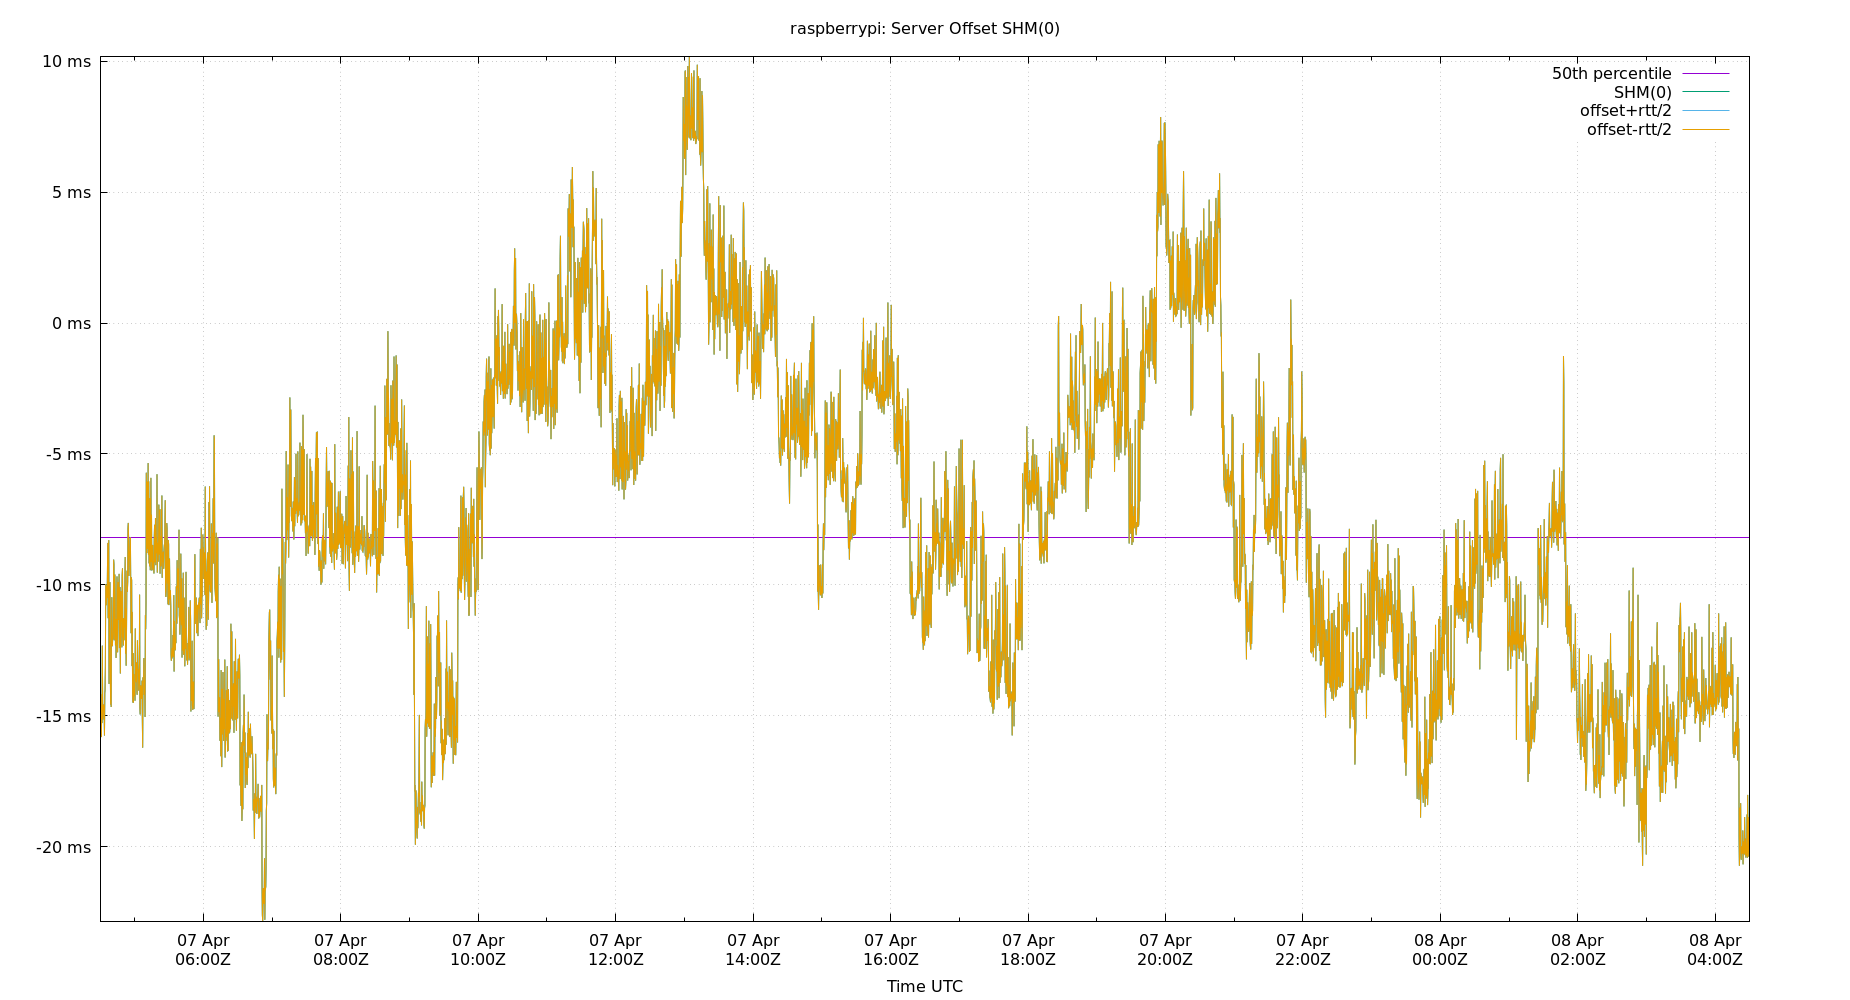 raspberrypi: Server Offset SHM(0)
10 ms
5 ms
0 ms
-5 ms
-10 ms
-15 ms
-20 ms
50th percentile
SHM(0)
offset+rtt/2
offset-rtt/2
07 Apr
06:00Z
07 Apr
08:00Z
07 Apr
10:00Z
07 Apr
12:00Z
07 Apr
14:00Z
07 Apr
16:00Z
07 Apr
18:00Z
07 Apr
20:00Z
07 Apr
22:00Z
08 Apr
00:00Z
08 Apr
02:00Z
08 Apr
04:00Z
Time UTC